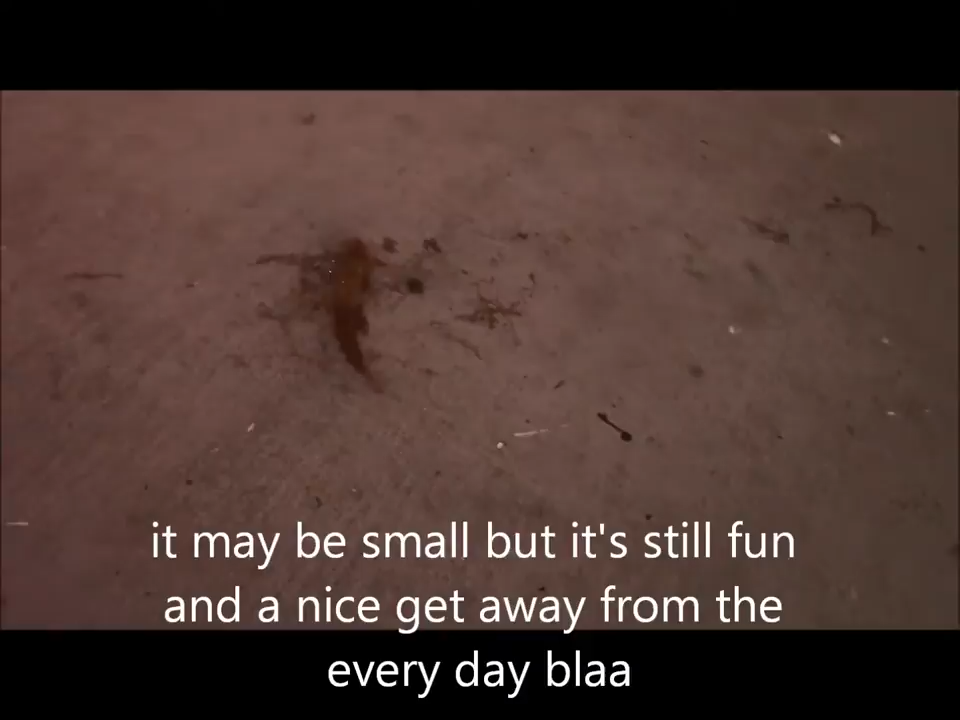 it may be small but it's still fun
and a nice get away from the
every day blaa